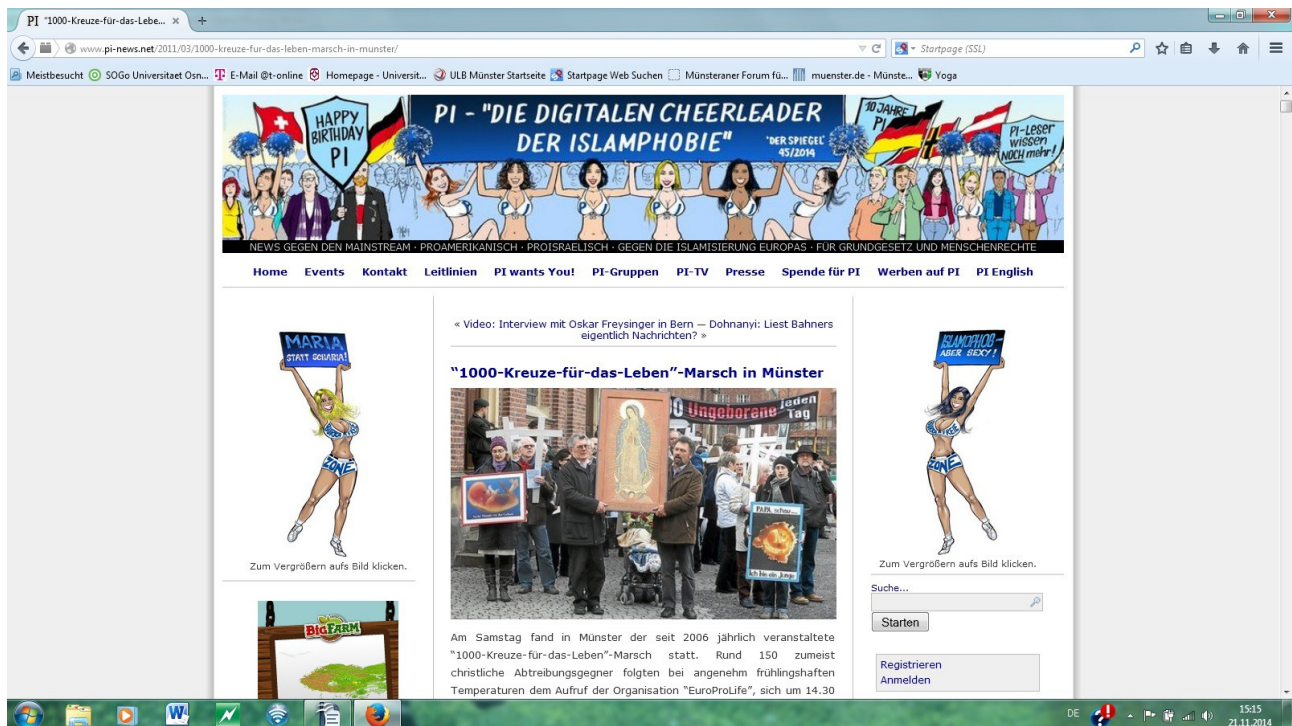 PI "1000-Kreuze-für-das-Lebe...
www.pi-news.net/2011/03/1000-kreuze-fur-das-leben-marsch-in-munster/
Startpage (SSL)
Meistbesucht
SOGo Universitaet Osn...
E-Mail @t-online
Homepage - Universit...
ULB Münster Startseite
Startpage Web Suchen
Münsteraner Forum fü...
muenster.de - Münste...
Yoga
HAPPY
BIRTHDAY
PI
PI - "DIE DIGITALEN CHEERLEADER
DER ISLAMPHOBIE"
"DER SPIEGEL"
45/2014
10 JAHRE
PI
PI-Leser
wissen
NOCH mehr!
NEWS GEGEN DEN MAINSTREAM · PROAMERIKANISCH · PROISRAELISCH · GEGEN DIE ISLAMISIERUNG EUROPAS · FÜR GRUNDGESETZ UND MENSCHENRECHTE
Home Events Kontakt Leitlinien PI wants You! PI-Gruppen PI-TV Presse Spende für PI Werben auf PI PI English
MARIA
STATT SCHARIA!
ZONE
Zum Vergrößern aufs Bild klicken.
BIGFARM
« Video: Interview mit Oskar Freysinger in Bern — Dohnanyi: Liest Bahners
eigentlich Nachrichten? »
"1000-Kreuze-für-das-Leben"-Marsch in Münster
Ungeborene jeden
Tag
PAPA schau...
Ich bin ein Junge
Am Samstag fand in Münster der seit 2006 jährlich veranstaltete
"1000-Kreuze-für-das-Leben"-Marsch statt. Rund 150 zumeist
christliche Abtreibungsgegner folgten bei angenehm frühlingshaften
Temperaturen dem Aufruf der Organisation "EuroProLife", sich um 14.30
ISLAMOPHOB -
ABER SEXY!
ZONE
Zum Vergrößern aufs Bild klicken.
Suche...
Starten
Registrieren
Anmelden
DE
15:15
21.11.2014